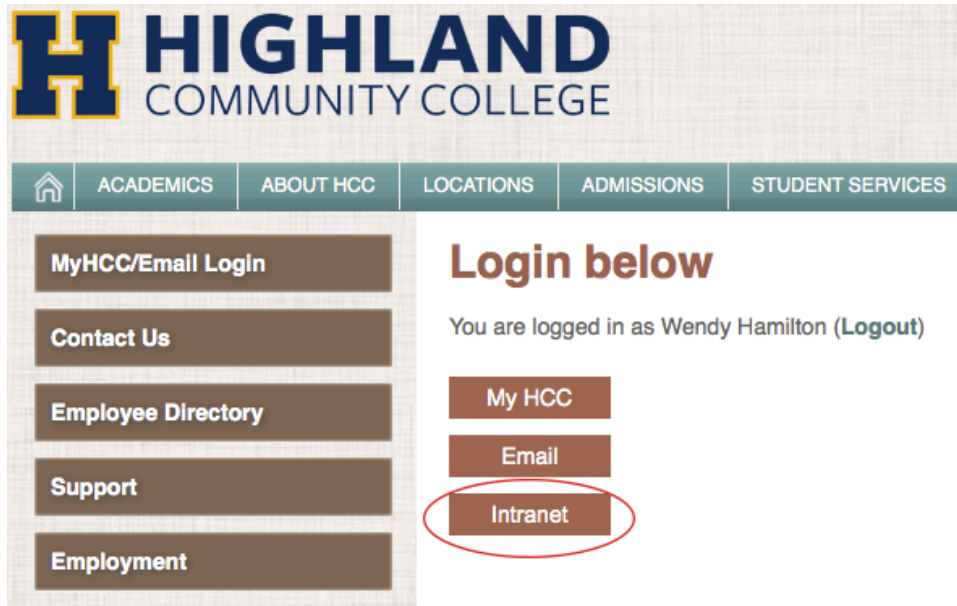 H HIGHLAND
COMMUNITY COLLEGE
ACADEMICS ABOUT HCC LOCATIONS ADMISSIONS STUDENT SERVICES
MyHCC/Email Login
Contact Us
Employee Directory
Support
Employment
Login below
You are logged in as Wendy Hamilton (Logout)
My HCC
Email
Intranet